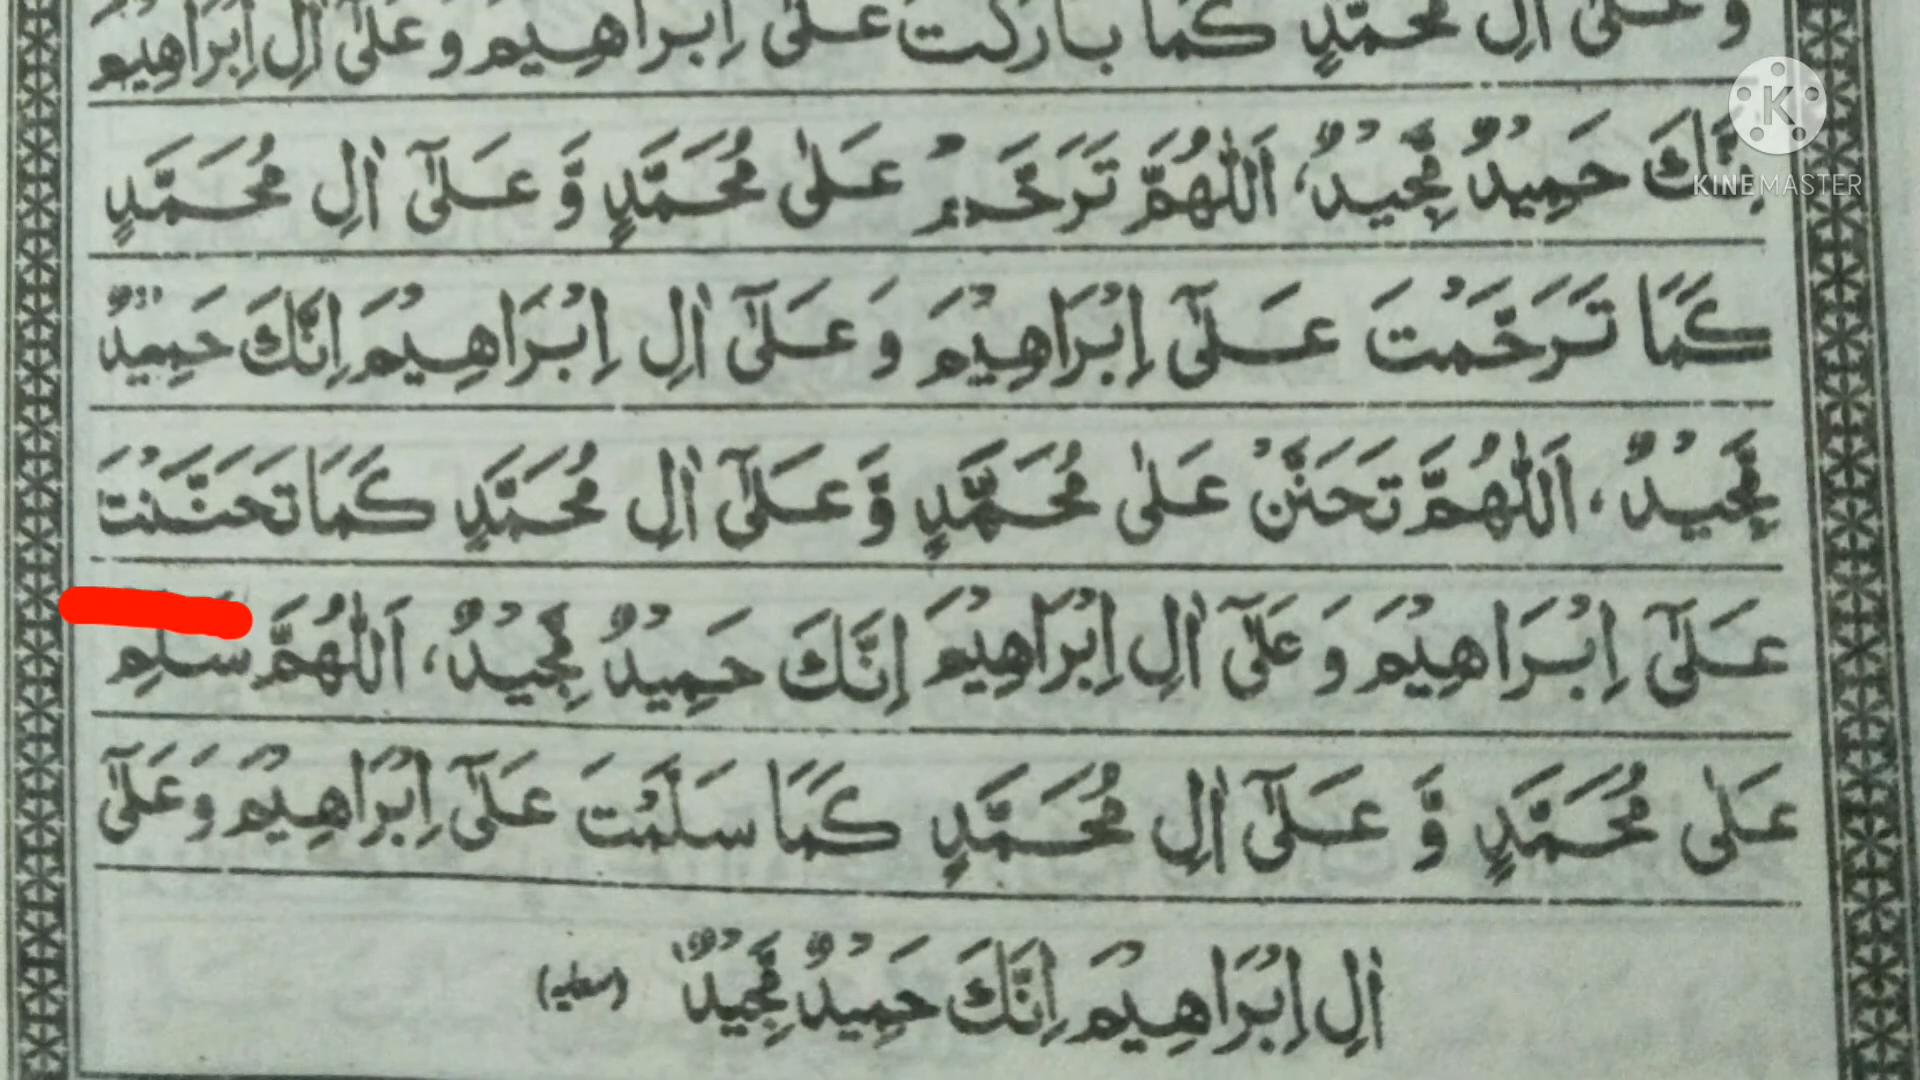 وَعَلٰٓى اٰلِ مُحَمَّدٍ كَمَا بَارَكْتَ عَلٰٓى اِبْرَاهِيْمَ وَعَلٰٓى اٰلِ اِبْرَاهِيْمَ
اِنَّكَ حَمِيْدٌ مَّجِيْدٌ، اَللّٰهُمَّ تَرَحَّمْ عَلٰى مُحَمَّدٍ وَّ عَلٰٓى اٰلِ مُحَمَّدٍ
كَمَا تَرَحَّمْتَ عَلٰٓى اِبْرَاهِيْمَ وَ عَلٰٓى اٰلِ اِبْرَاهِيْمَ اِنَّكَ حَمِيْدٌ
مَّجِيْدٌ، اَللّٰهُمَّ تَحَنَّنْ عَلٰى مُحَمَّدٍ وَّ عَلٰٓى اٰلِ مُحَمَّدٍ كَمَا تَحَنَّنْتَ
عَلٰٓى اِبْرَاهِيْمَ وَ عَلٰٓى اٰلِ اِبْرَاهِيْمَ اِنَّكَ حَمِيْدٌ مَّجِيْدٌ، اَللّٰهُمَّ سَلِّمْ
عَلٰى مُحَمَّدٍ وَّ عَلٰٓى اٰلِ مُحَمَّدٍ كَمَا سَلَّمْتَ عَلٰٓى اِبْرَاهِيْمَ وَعَلٰٓى
اٰلِ اِبْرَاهِيْمَ اِنَّكَ حَمِيْدٌ مَّجِيْدٌ
KINEMASTER